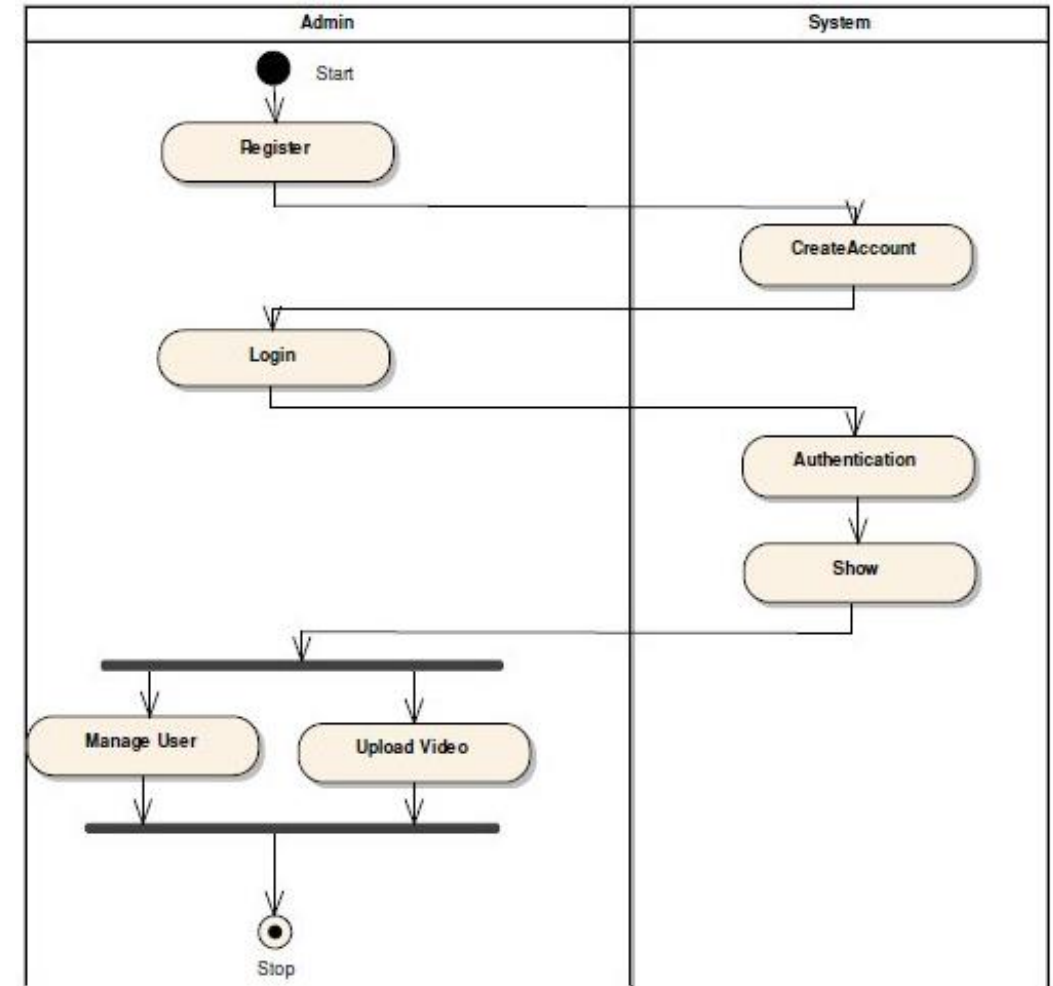 Admin
System
Start
Register
CreateAccount
Login
Authentication
Show
Manage User
Upload Video
Stop